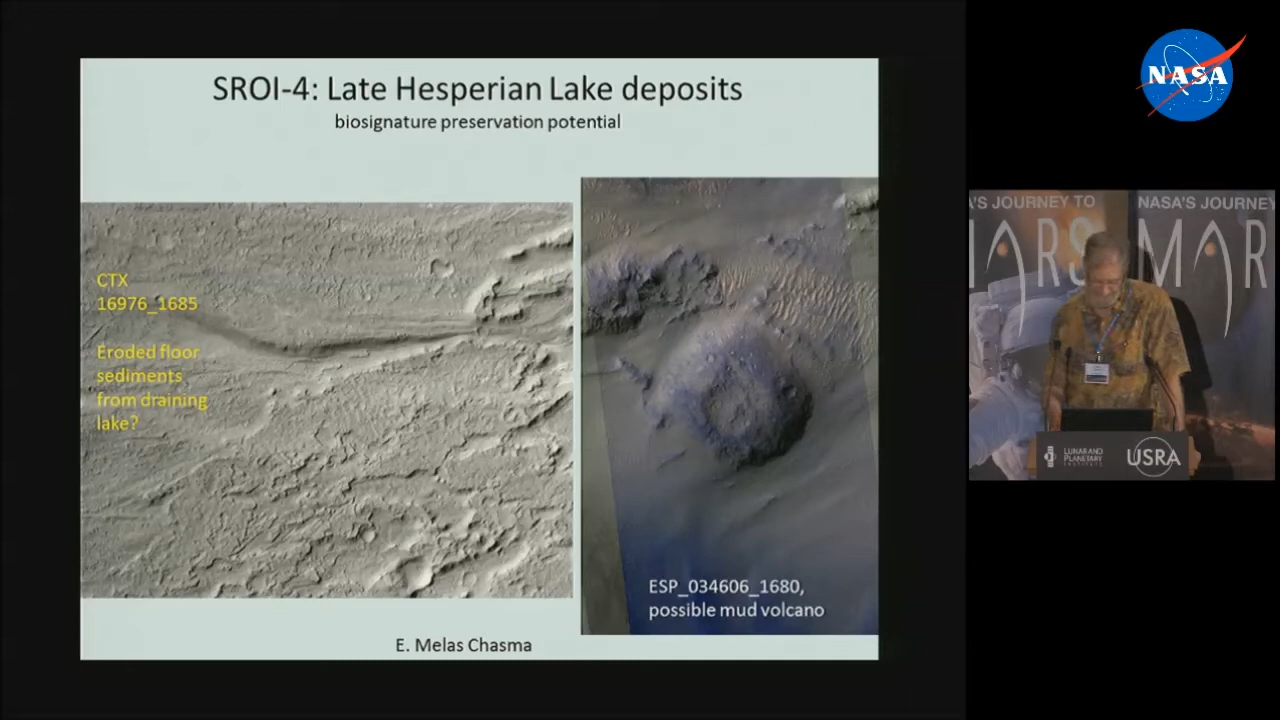 SROI-4: Late Hesperian Lake deposits
biosignature preservation potential
CTX
16976_1685
Eroded floor
sediments
from draining
lake?
ESP_034606_1680,
possible mud volcano
E. Melas Chasma
NASA
'S JOURNEY TO
ARS
NASA'S JOURNEY
MAR
LUNAR AND
PLANETARY
INSTITUTE
USRA